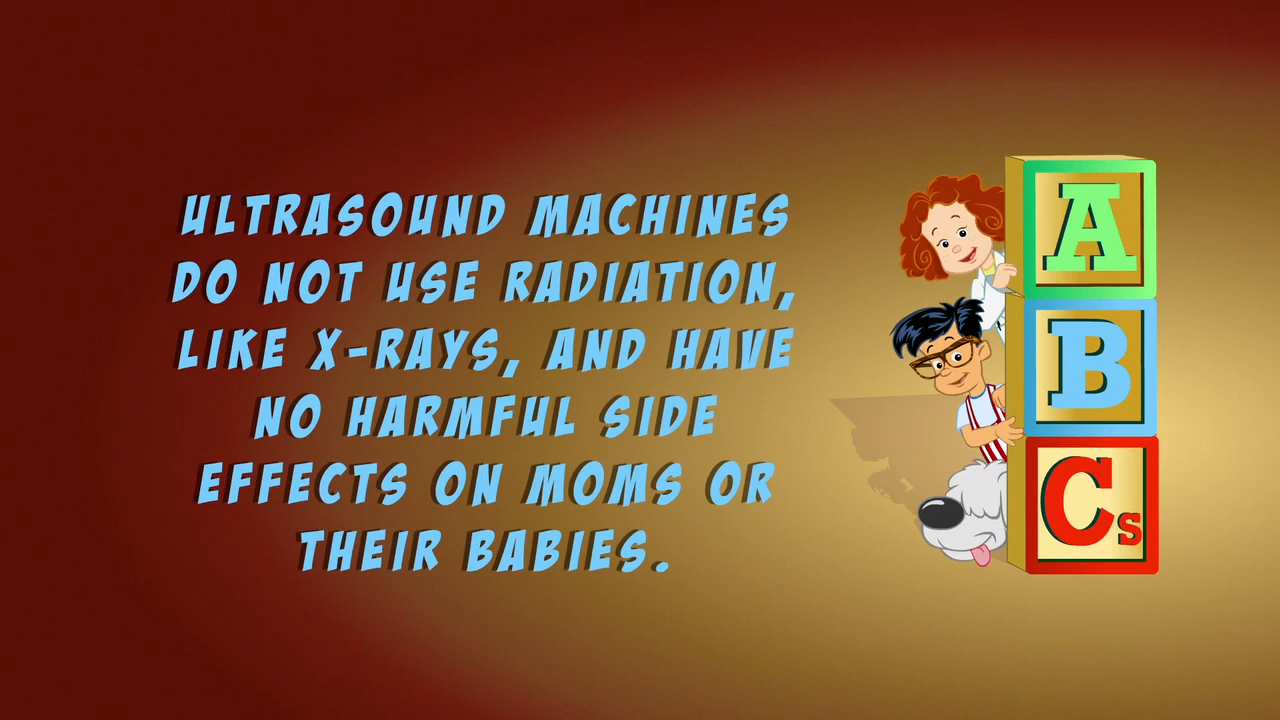 ULTRASOUND MACHINES
DO NOT USE RADIATION,
LIKE X-RAYS, AND HAVE
NO HARMFUL SIDE
EFFECTS ON MOMS OR
THEIR BABIES.
A
B
Cs